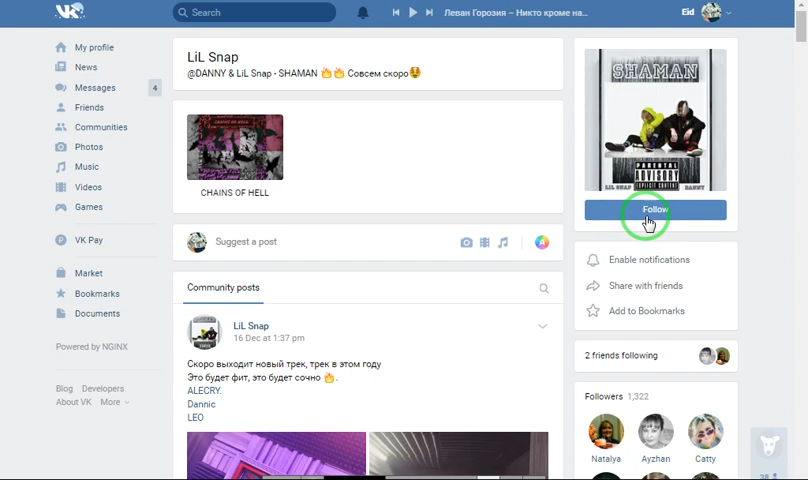 Search
Леван Горозия – Никто кроме на...
Eid
My profile
News
Messages 4
Friends
Communities
Photos
Music
Videos
Games
VK Pay
Market
Bookmarks
Documents
Powered by NGINX
Blog Developers
About VK More
LiL Snap
@DANNY & LiL Snap - SHAMAN 🔥🔥 Совсем скоро🤑
CHAINS OF HELL
Suggest a post
Community posts
LiL Snap
16 Dec at 1:37 pm
Скоро выходит новый трек, трек в этом году
Это будет фит, это будет сочно 🔥.
ALECRY.
Dannic
LEO
SHAMAN
PARENTAL
ADVISORY
EXPLICIT CONTENT
LIL SNAP DANNY
Follow
Enable notifications
Share with friends
Add to Bookmarks
2 friends following
Followers 1,322
Natalya Ayzhan Catty
38